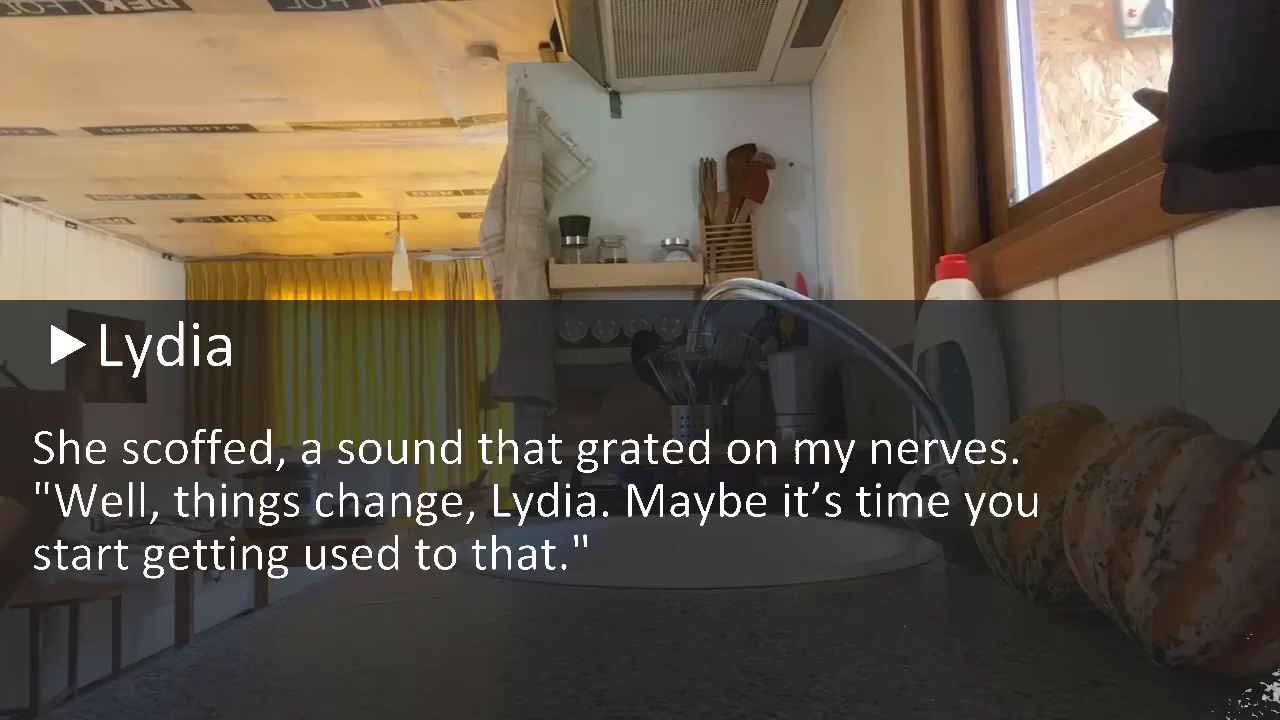 ▶Lydia
She scoffed, a sound that grated on my nerves.
"Well, things change, Lydia. Maybe it’s time you
start getting used to that."